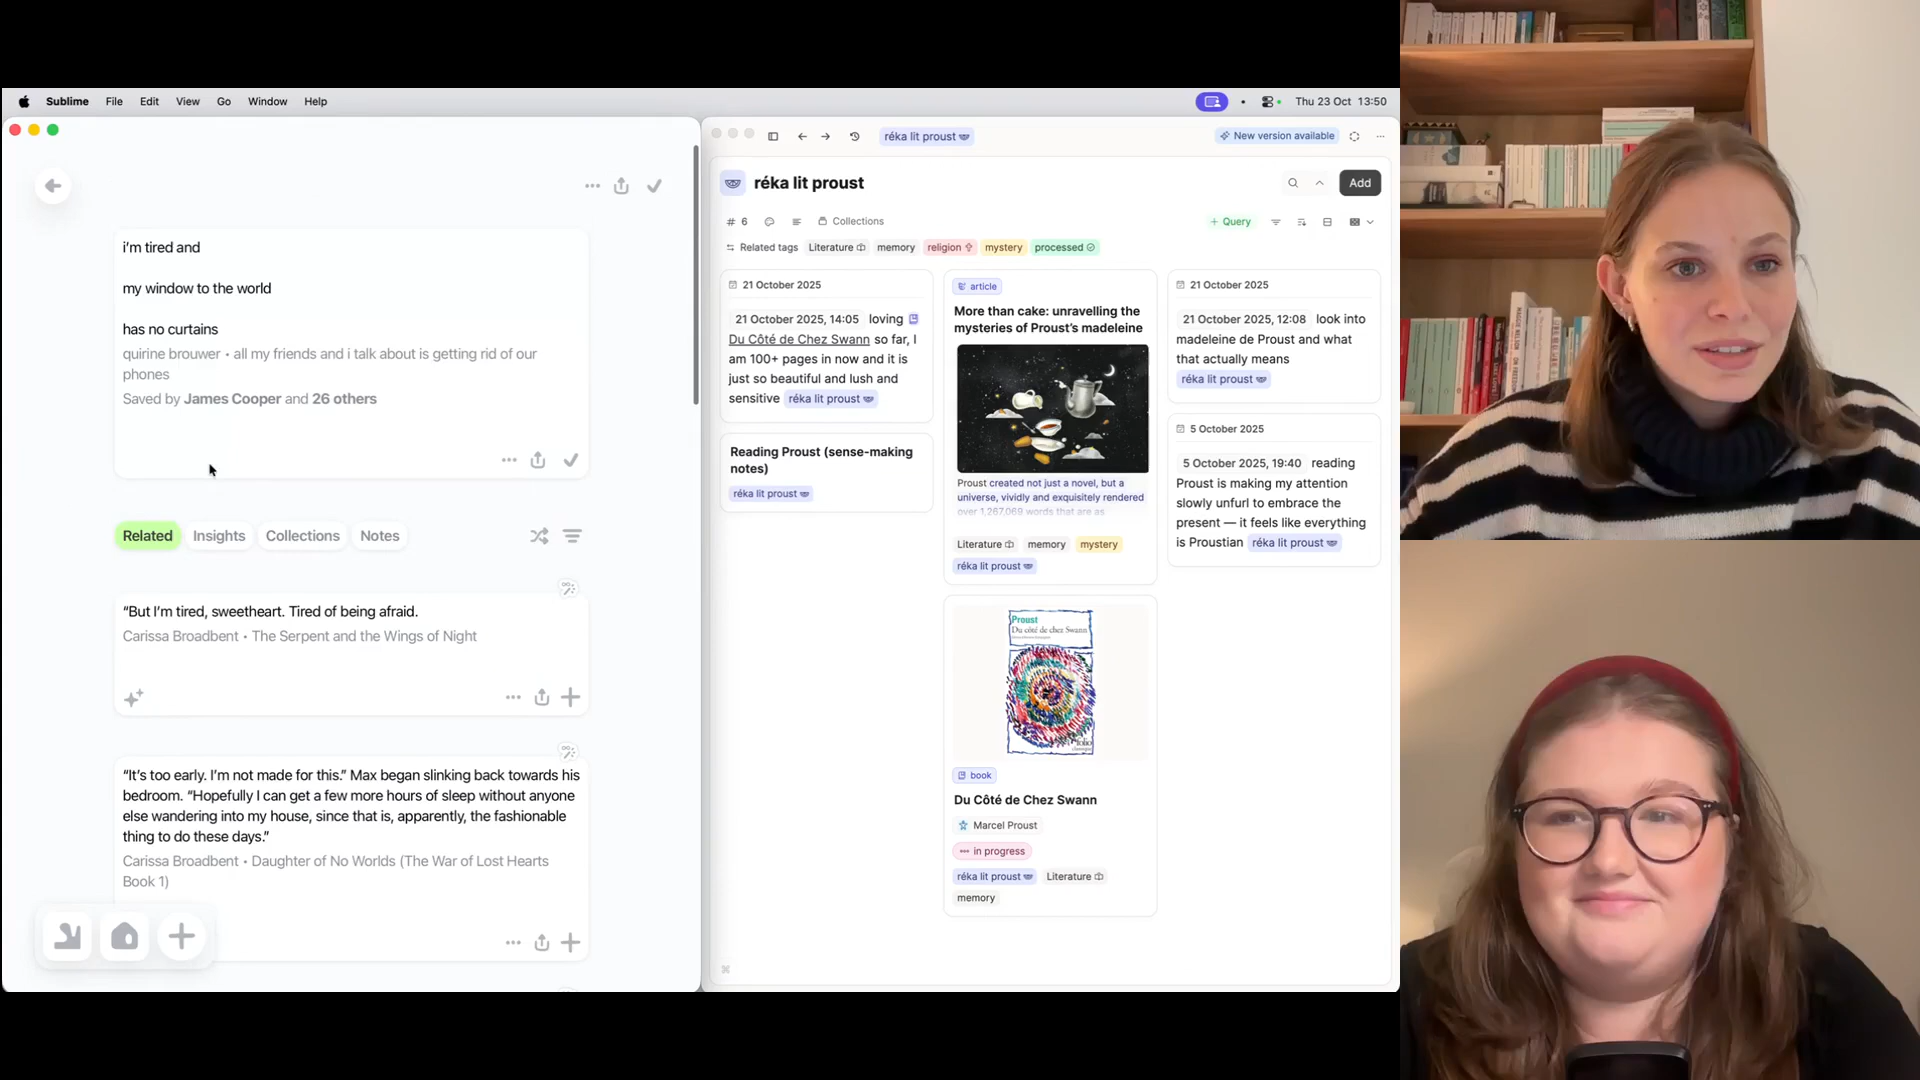 Sublime File Edit View Go Window Help
Thu 23 Oct 13:50
i'm tired and
my window to the world
has no curtains
quirine brouwer • all my friends and i talk about is getting rid of our
phones
Saved by James Cooper and 26 others
Related Insights Collections Notes
“But I'm tired, sweetheart. Tired of being afraid.
Carissa Broadbent • The Serpent and the Wings of Night
“It's too early. I'm not made for this.” Max began slinking back towards his
bedroom. “Hopefully I can get a few more hours of sleep without anyone
else wandering into my house, since that is, apparently, the fashionable
thing to do these days.”
Carissa Broadbent • Daughter of No Worlds (The War of Lost Hearts
Book 1)
réka lit proust
New version available
réka lit proust
Add
# 6
Collections
+ Query
Related tags Literature memory religion mystery processed
21 October 2025
21 October 2025, 14:05 loving
Du Côté de Chez Swann so far, I
am 100+ pages in now and it is
just so beautiful and lush and
sensitive réka lit proust
Reading Proust (sense-making
notes)
réka lit proust
article
More than cake: unravelling the
mysteries of Proust's madeleine
Proust created not just a novel, but a
universe, vividly and exquisitely rendered
over 1,267,069 words that are as
Literature memory mystery
réka lit proust
Proust
Du côté de chez Swann
folio
book
Du Côté de Chez Swann
Marcel Proust
in progress
réka lit proust Literature
memory
21 October 2025
21 October 2025, 12:08 look into
madeleine de Proust and what
that actually means
réka lit proust
5 October 2025
5 October 2025, 19:40 reading
Proust is making my attention
slowly unfurl to embrace the
present — it feels like everything
is Proustian réka lit proust